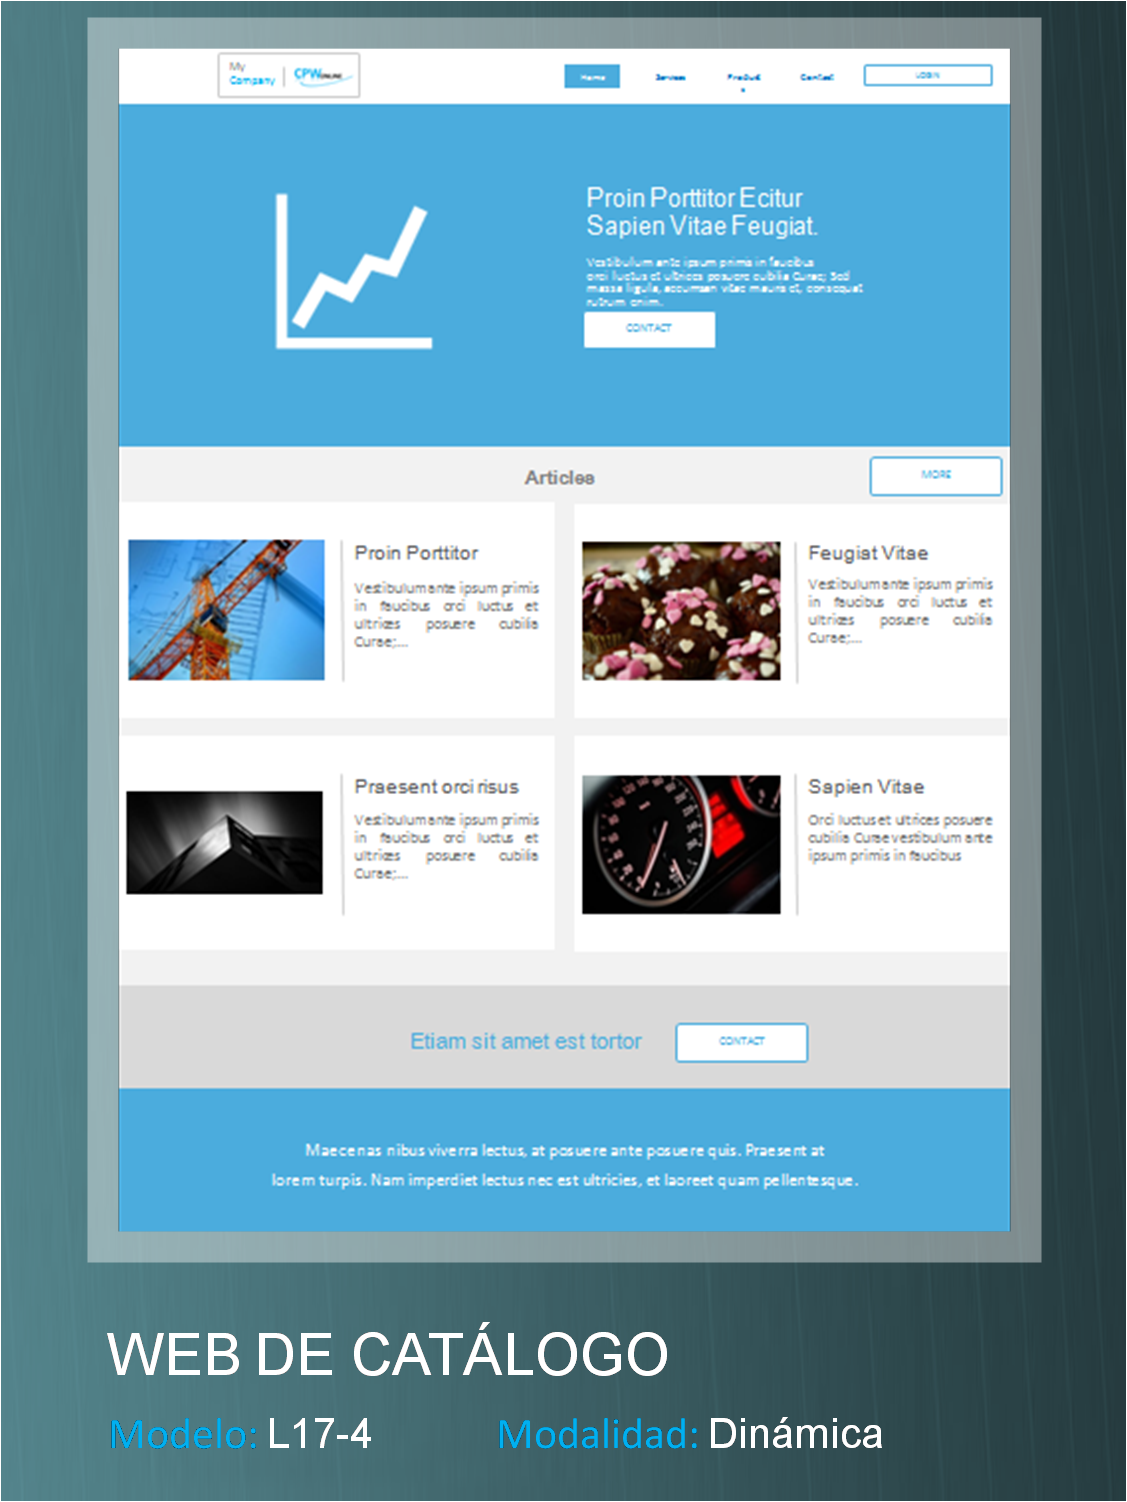 My
Company
CPWONLINE
Home
Services
Product
s
Contact
LOGIN
Proin Porttitor Ecitur
Sapien Vitae Feugiat.
Vestibulum ante ipsum primis in faucibus
orci luctus et ultrices posuere cubilia Curae; Sed
massa ligula, accumsan vitae mauris et, consequat
rutrum enim.
CONTACT
Articles
MORE
Proin Porttitor
Vestibulum ante ipsum primis
in faucibus orci luctus et
ultrices posuere cubilia
Curae;...
Feugiat Vitae
Vestibulum ante ipsum primis
in faucibus orci luctus et
ultrices posuere cubilia
Curae;...
Praesent orci risus
Vestibulum ante ipsum primis
in faucibus orci luctus et
ultrices posuere cubilia
Curae;...
Sapien Vitae
Orci luctus et ultrices posuere
cubilia Curae vestibulum ante
ipsum primis in faucibus
Etiam sit amet est tortor
CONTACT
Maecenas nibus viverra lectus, at posuere ante posuere quis. Praesent at
lorem turpis. Nam imperdiet lectus nec est ultricies, et laoreet quam pellentesque.
WEB DE CATÁLOGO
Modelo: L17-4
Modalidad: Dinámica